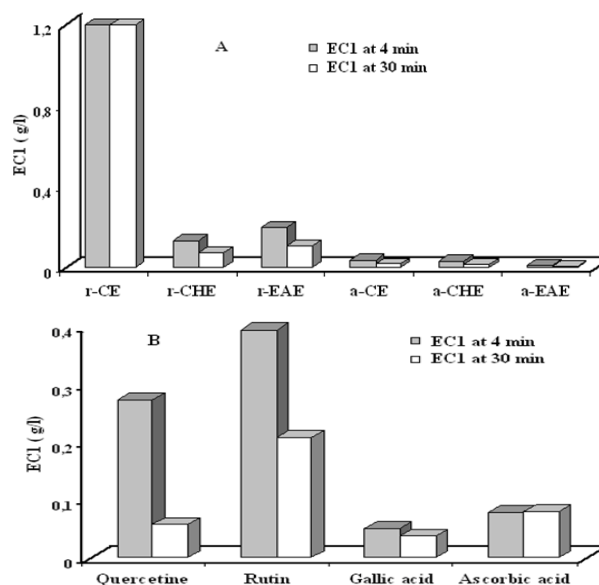 A
EC1 at 4 min
EC1 at 30 min
EC1 ( g/l)
1,2
0,8
0,4
0
r-CE r-CHE r-EAE a-CE a-CHE a-EAE
B
EC1 at 4 min
EC1 at 30 min
EC1 ( g/l)
0,4
0,3
0,2
0,1
0
Quercetine Rutin Gallic acid Ascorbic acid